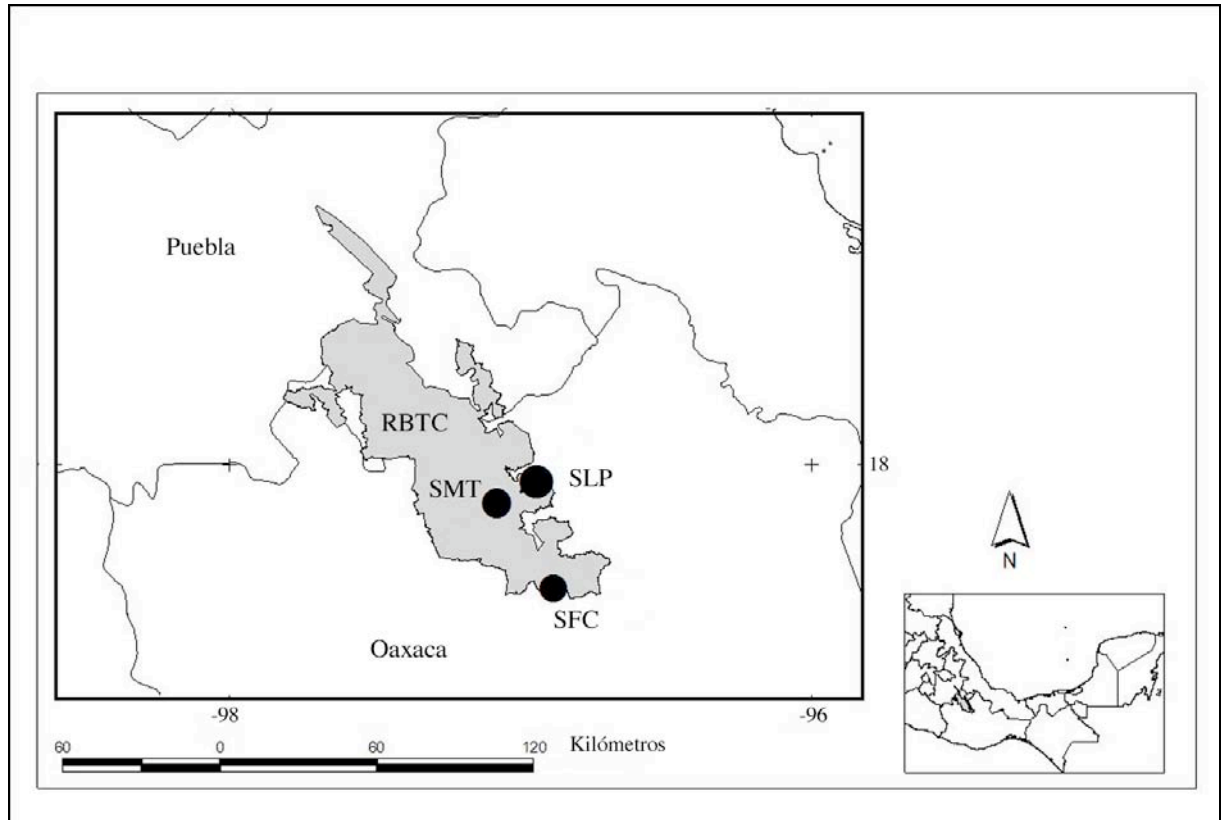 Puebla
RBTC
SMT
SLP
18
SFC
Oaxaca
N
-98
-96
60 0 60 120 Kilómetros